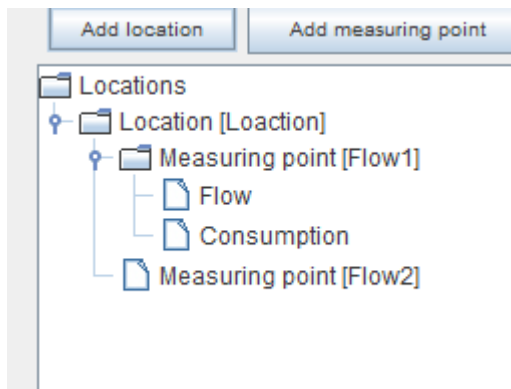 Add location Add measuring point
Locations
Location [Loaction]
Measuring point [Flow1]
Flow
Consumption
Measuring point [Flow2]